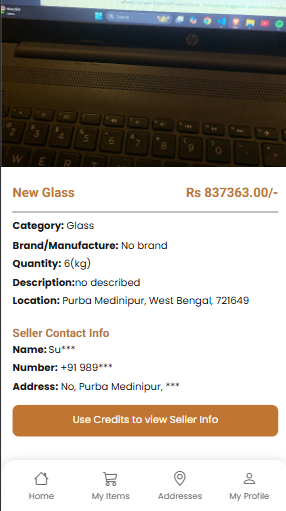 Search
New Glass
Rs 837363.00/-
Category: Glass
Brand/Manufacture: No brand
Quantity: 6(kg)
Description:no described
Location: Purba Medinipur, West Bengal, 721649
Seller Contact Info
Name: Su***
Number: +91 989***
Address: No, Purba Medinipur, ***
Use Credits to view Seller Info
Home
My Items
Addresses
My Profile